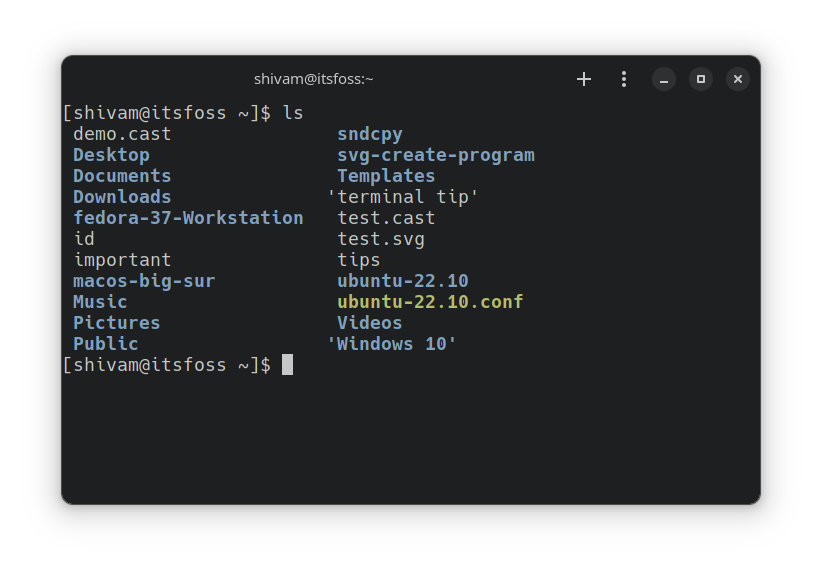 shivam@itsfoss:~
[shivam@itsfoss ~]$ ls
demo.cast sndcpy
Desktop svg-create-program
Documents Templates
Downloads 'terminal tip'
fedora-37-Workstation test.cast
id test.svg
important tips
macos-big-sur ubuntu-22.10
Music ubuntu-22.10.conf
Pictures Videos
Public 'Windows 10'
[shivam@itsfoss ~]$